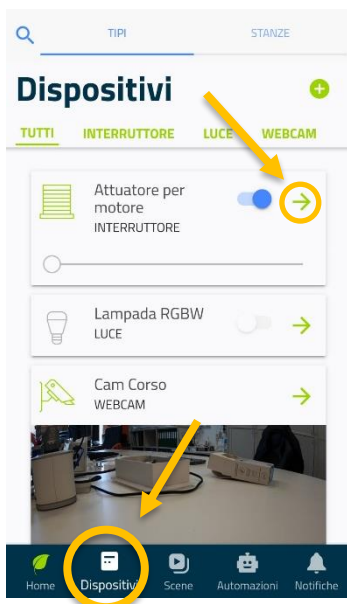 TIPI STANZE
Dispositivi
TUTTI INTERRUTTORE LUCE WEBCAM
Attuatore per
motore
INTERRUTTORE
Lampada RGBW
LUCE
Cam Corso
WEBCAM
Home Dispositivi Scene Automazioni Notifiche